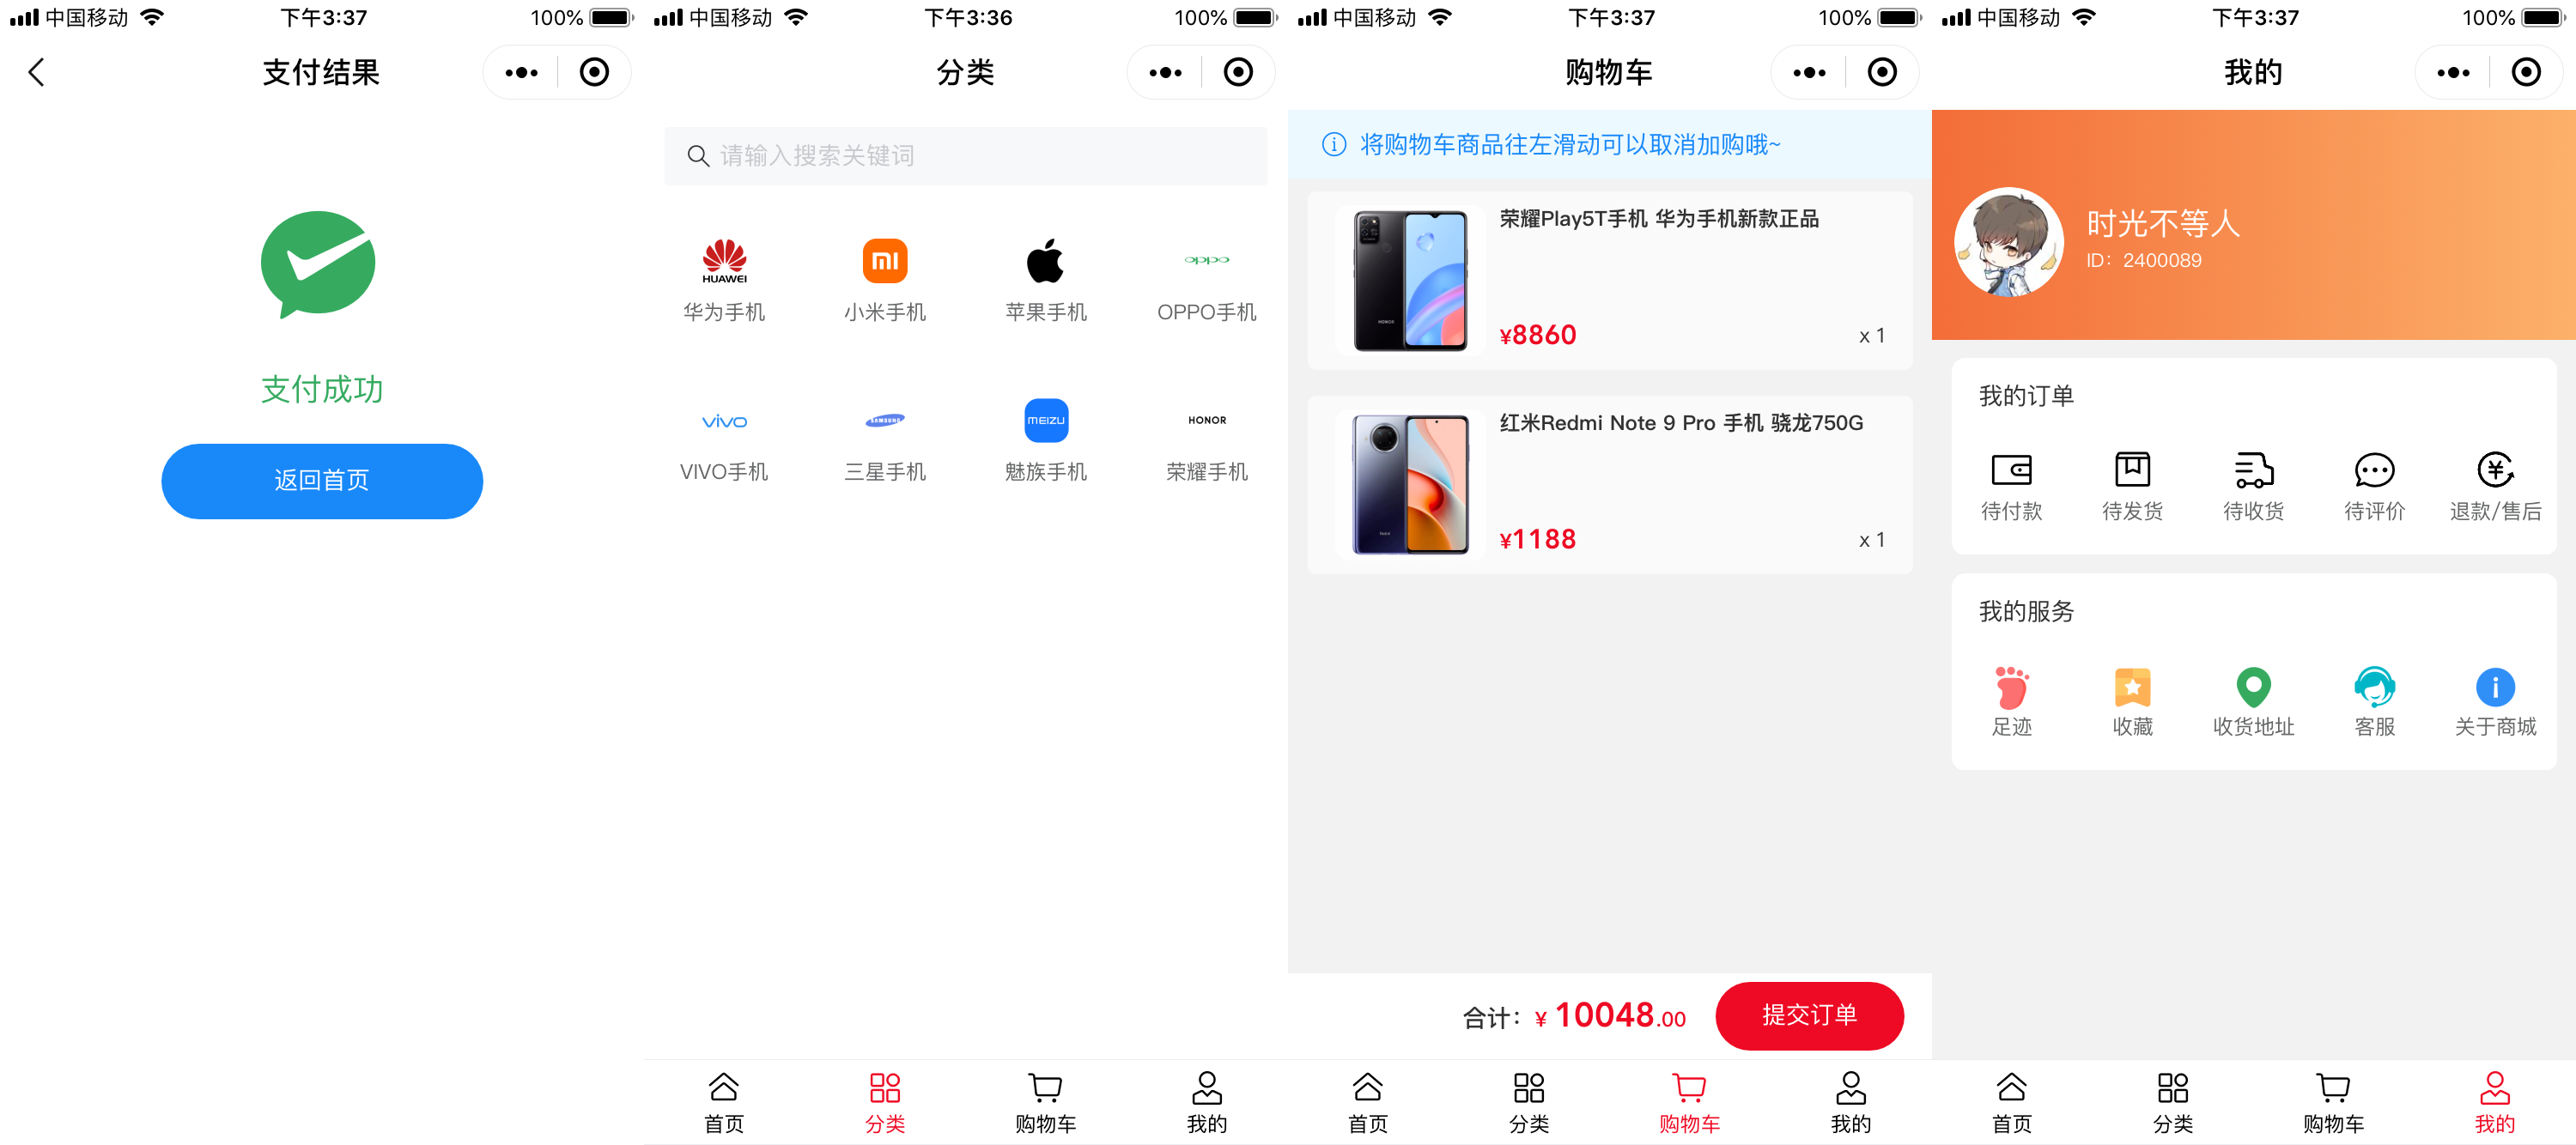 中国移动 下午3:37 100%
支付结果
支付成功
返回首页
中国移动 下午3:36 100%
分类
请输入搜索关键词
HUAWEI
mi
oppo
华为手机 小米手机 苹果手机 OPPO手机
vivo
SAMSUNG
MEIZU
HONOR
VIVO手机 三星手机 魅族手机 荣耀手机
首页 分类 购物车 我的
中国移动 下午3:37 100%
购物车
将购物车商品往左滑动可以取消加购哦~
荣耀Play5T手机 华为手机新款正品
HONOR
¥8860 x 1
红米Redmi Note 9 Pro 手机 骁龙750G
Redmi
¥1188 x 1
合计：¥ 10048.00 提交订单
首页 分类 购物车 我的
中国移动 下午3:37 100%
我的
时光不等人
ID：2400089
我的订单
待付款 待发货 待收货 待评价 退款/售后
我的服务
足迹 收藏 收货地址 客服 关于商城
首页 分类 购物车 我的